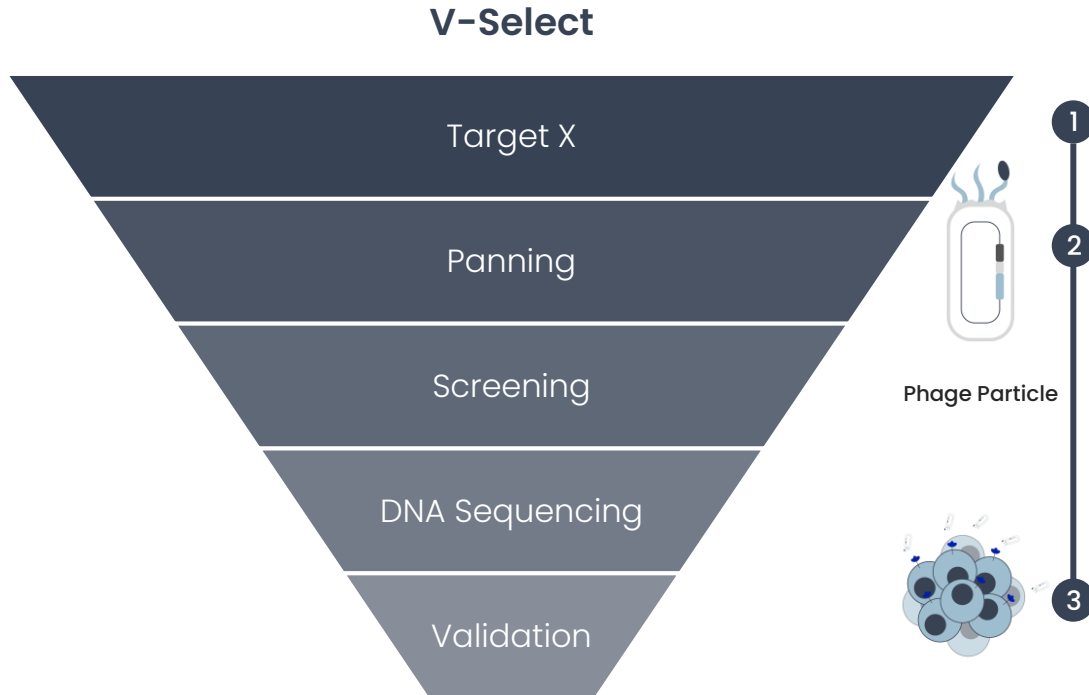 V-Select
Target X
1
Panning
2
Screening
Phage Particle
DNA Sequencing
3
Validation